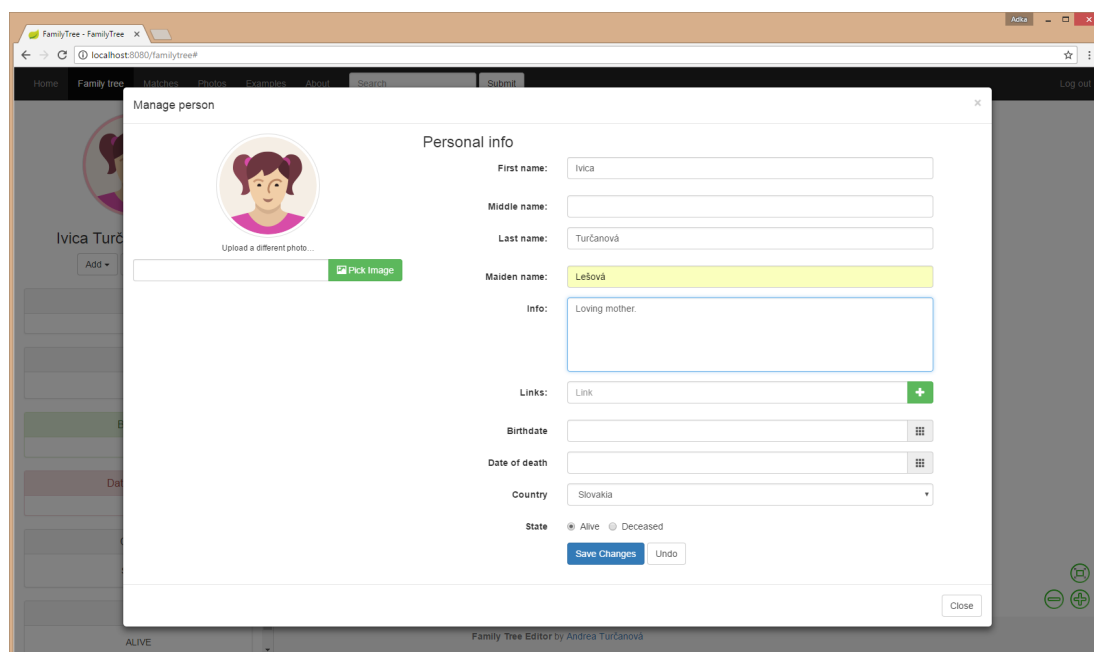 Adka
FamilyTree - FamilyTree
localhost:8080/familytree#
Home Family tree Matches Photos Examples About Search Submit Log out
Manage person
Personal info
First name: Ivica
Middle name:
Last name: Turčanová
Ivica Turč
Upload a different photo...
Add
Pick Image
Maiden name: Lešová
Info: Loving mother.
Links: Link
Birthdate
Date of death
Dat
Country Slovakia
State Alive Deceased
Save Changes Undo
Close
ALIVE
Family Tree Editor by Andrea Turčanová